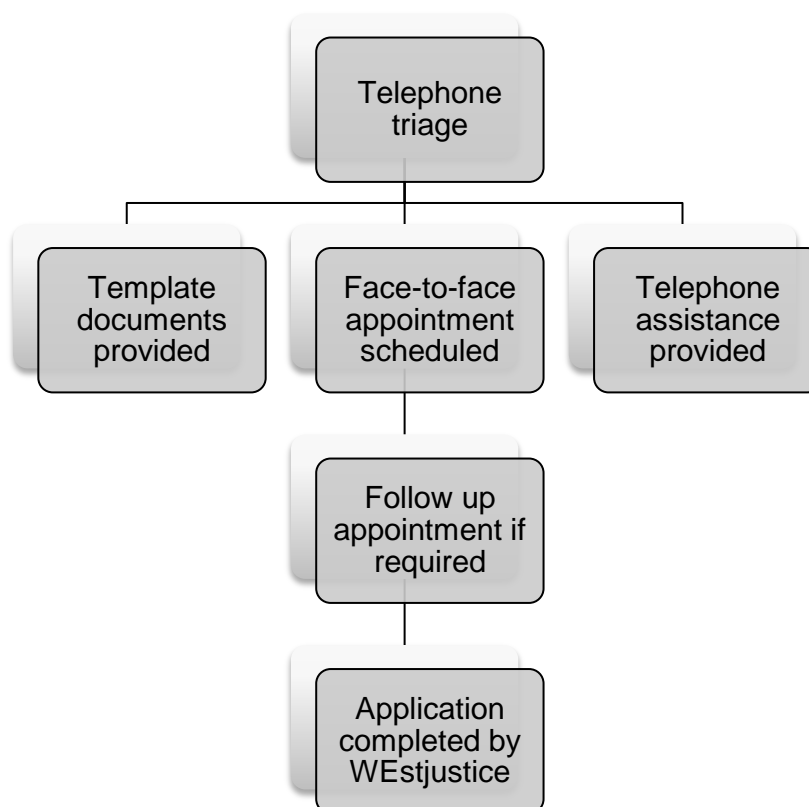 Telephone
triage
Template
documents
provided
Face-to-face
appointment
scheduled
Telephone
assistance
provided
Follow up
appointment if
required
Application
completed by
WEstjustice